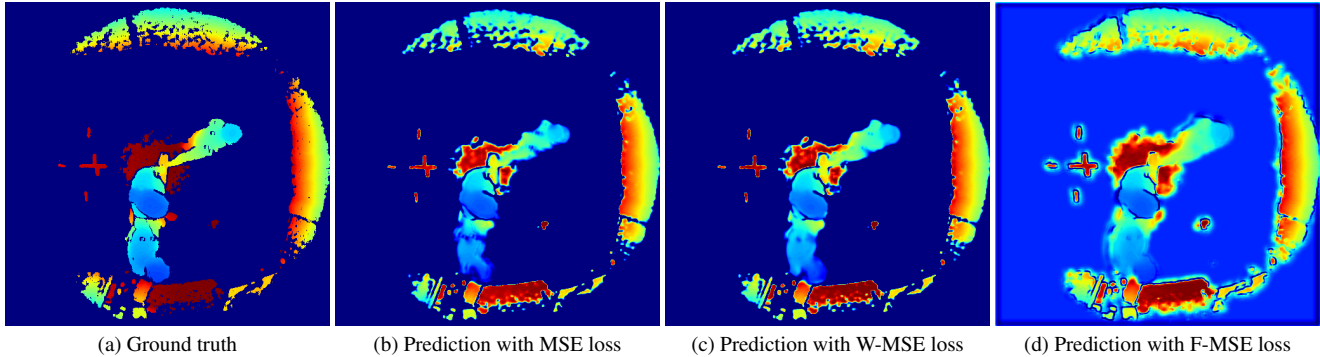 (a) Ground truth
(b) Prediction with MSE loss
(c) Prediction with W-MSE loss
(d) Prediction with F-MSE loss